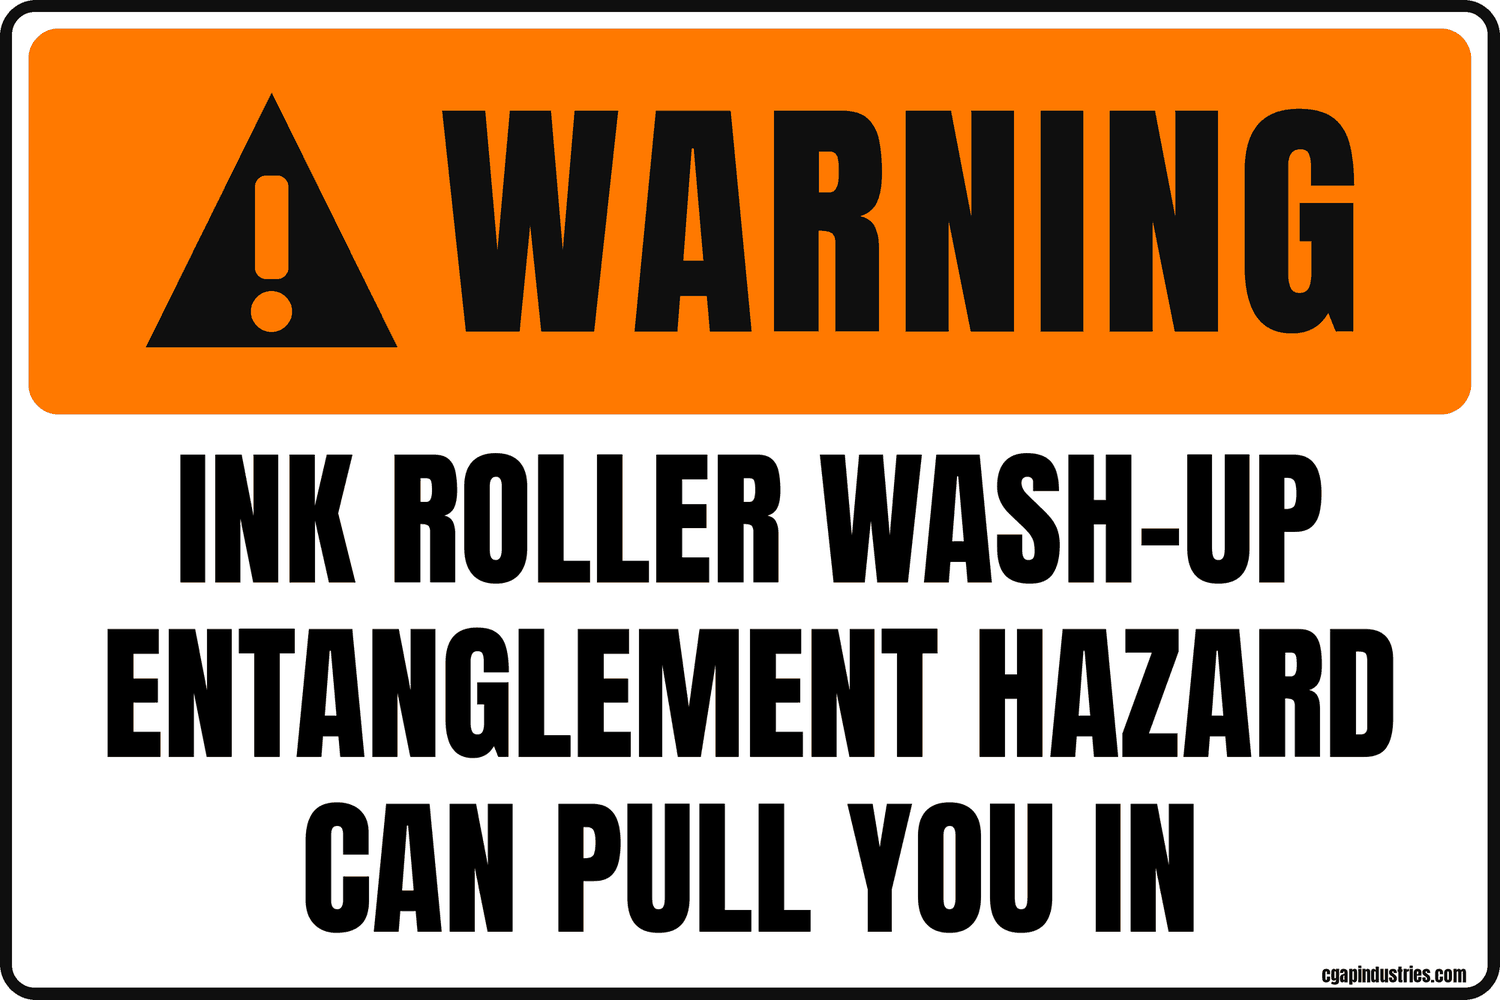 WARNING
INK ROLLER WASH-UP
ENTANGLEMENT HAZARD
CAN PULL YOU IN
cgapindustries.com